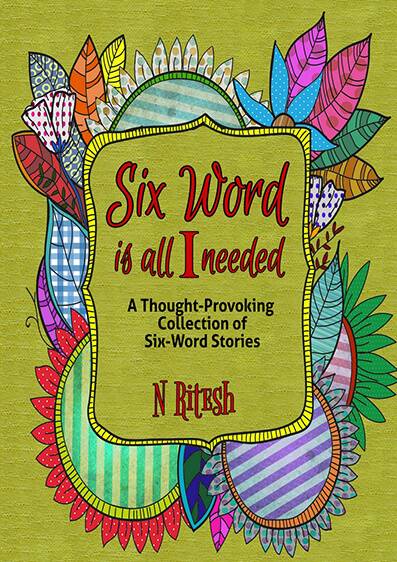 Six Word
is all I needed
A Thought-Provoking
Collection of
Six-Word Stories
N Ritesh